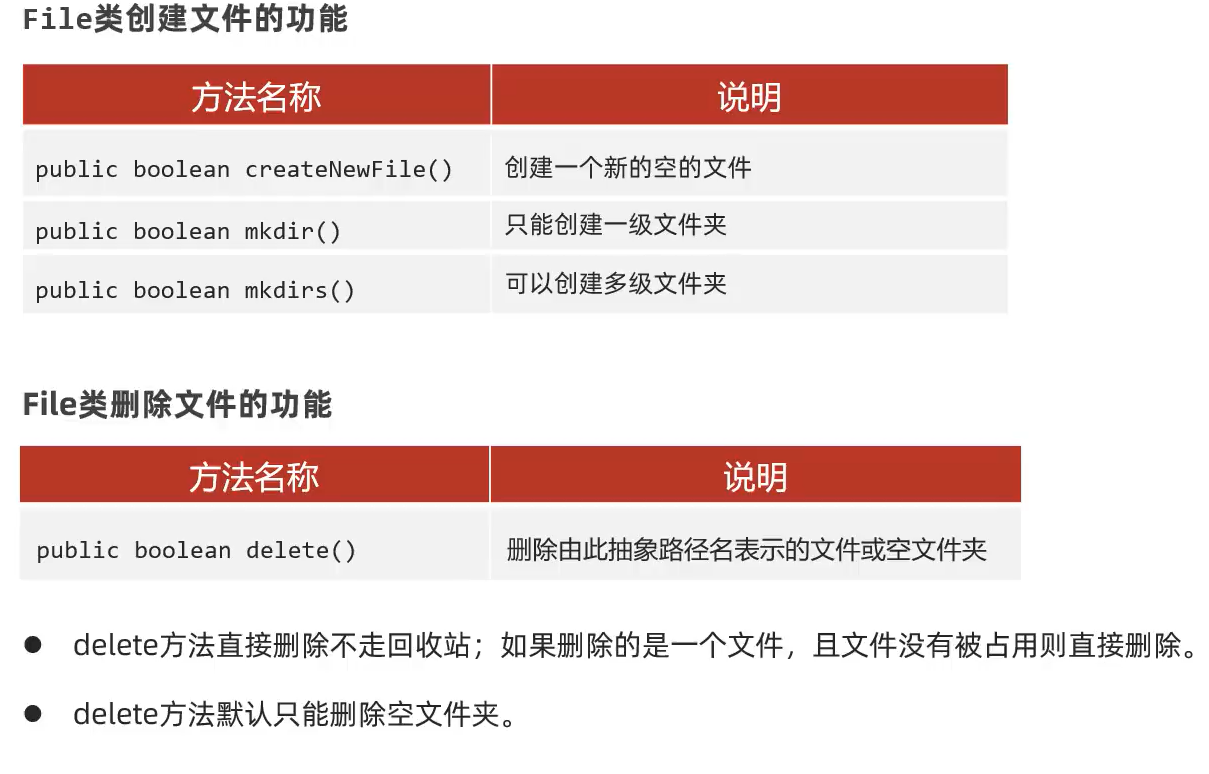 File类创建文件的功能
方法名称 说明
public boolean createNewFile() 创建一个新的空的文件
public boolean mkdir() 只能创建一级文件夹
public boolean mkdirs() 可以创建多级文件夹
File类删除文件的功能
方法名称 说明
public boolean delete() 删除由此抽象路径名表示的文件或空文件夹
● delete方法直接删除不走回收站；如果删除的是一个文件，且文件没有被占用则直接删除。
● delete方法默认只能删除空文件夹。